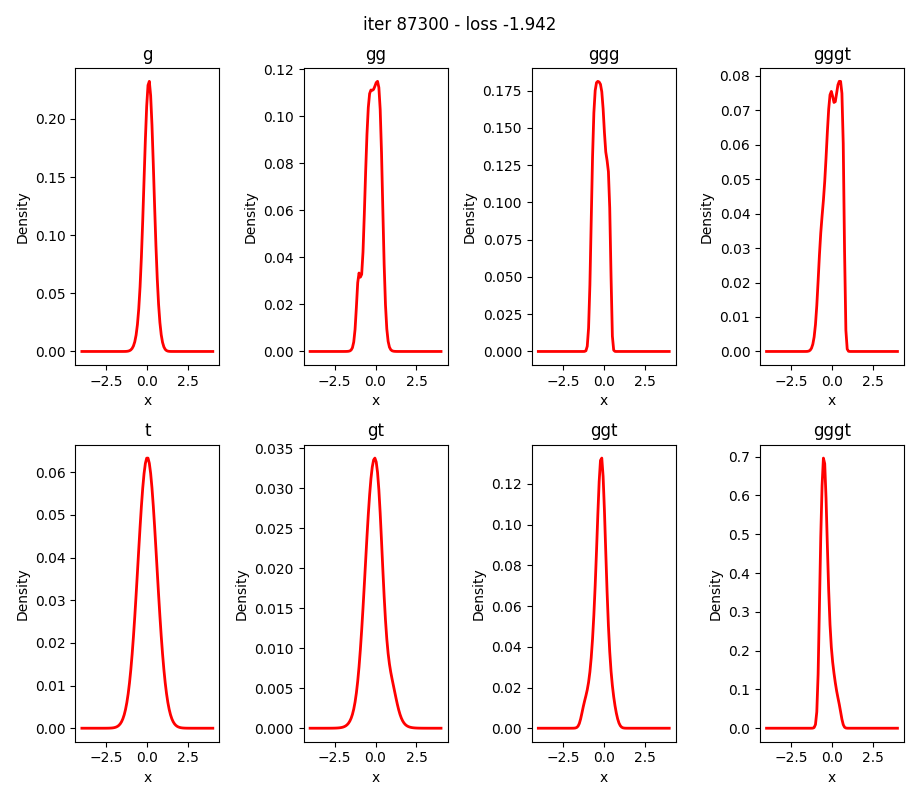 iter 87300 - loss -1.942
g
gg
ggg
gggt
0.20
0.15
0.10
0.05
0.00
Density
−2.5 0.0 2.5
x
0.12
0.10
0.08
0.06
0.04
0.02
0.00
Density
−2.5 0.0 2.5
x
0.175
0.150
0.125
0.100
0.075
0.050
0.025
0.000
Density
−2.5 0.0 2.5
x
0.08
0.07
0.06
0.05
0.04
0.03
0.02
0.01
0.00
Density
−2.5 0.0 2.5
x
t
gt
ggt
gggt
0.06
0.05
0.04
0.03
0.02
0.01
0.00
Density
−2.5 0.0 2.5
x
0.035
0.030
0.025
0.020
0.015
0.010
0.005
0.000
Density
−2.5 0.0 2.5
x
0.12
0.10
0.08
0.06
0.04
0.02
0.00
Density
−2.5 0.0 2.5
x
0.7
0.6
0.5
0.4
0.3
0.2
0.1
0.0
Density
−2.5 0.0 2.5
x